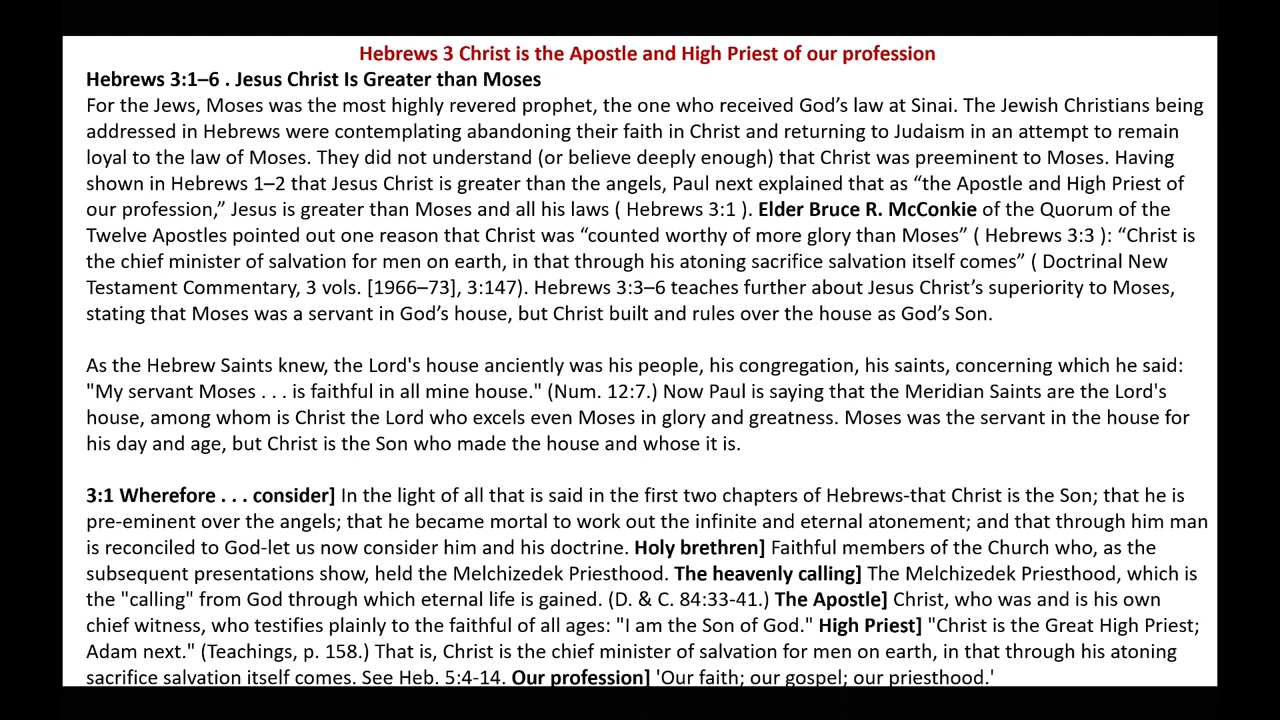 Hebrews 3 Christ is the Apostle and High Priest of our profession
Hebrews 3:1–6 . Jesus Christ Is Greater than Moses
For the Jews, Moses was the most highly revered prophet, the one who received God’s law at Sinai. The Jewish Christians being
addressed in Hebrews were contemplating abandoning their faith in Christ and returning to Judaism in an attempt to remain
loyal to the law of Moses. They did not understand (or believe deeply enough) that Christ was preeminent to Moses. Having
shown in Hebrews 1–2 that Jesus Christ is greater than the angels, Paul next explained that as “the Apostle and High Priest of
our profession,” Jesus is greater than Moses and all his laws ( Hebrews 3:1 ). Elder Bruce R. McConkie of the Quorum of the
Twelve Apostles pointed out one reason that Christ was “counted worthy of more glory than Moses” ( Hebrews 3:3 ): “Christ is
the chief minister of salvation for men on earth, in that through his atoning sacrifice salvation itself comes” ( Doctrinal New
Testament Commentary, 3 vols. [1966–73], 3:147). Hebrews 3:3–6 teaches further about Jesus Christ’s superiority to Moses,
stating that Moses was a servant in God’s house, but Christ built and rules over the house as God’s Son.
As the Hebrew Saints knew, the Lord's house anciently was his people, his congregation, his saints, concerning which he said:
"My servant Moses . . . is faithful in all mine house." (Num. 12:7.) Now Paul is saying that the Meridian Saints are the Lord's
house, among whom is Christ the Lord who excels even Moses in glory and greatness. Moses was the servant in the house for
his day and age, but Christ is the Son who made the house and whose it is.
3:1 Wherefore . . . consider] In the light of all that is said in the first two chapters of Hebrews-that Christ is the Son; that he is
pre-eminent over the angels; that he became mortal to work out the infinite and eternal atonement; and that through him man
is reconciled to God-let us now consider him and his doctrine. Holy brethren] Faithful members of the Church who, as the
subsequent presentations show, held the Melchizedek Priesthood. The heavenly calling] The Melchizedek Priesthood, which is
the "calling" from God through which eternal life is gained. (D. & C. 84:33-41.) The Apostle] Christ, who was and is his own
chief witness, who testifies plainly to the faithful of all ages: "I am the Son of God." High Priest] "Christ is the Great High Priest;
Adam next." (Teachings, p. 158.) That is, Christ is the chief minister of salvation for men on earth, in that through his atoning
sacrifice salvation itself comes. See Heb. 5:4-14. Our profession] 'Our faith; our gospel; our priesthood.'